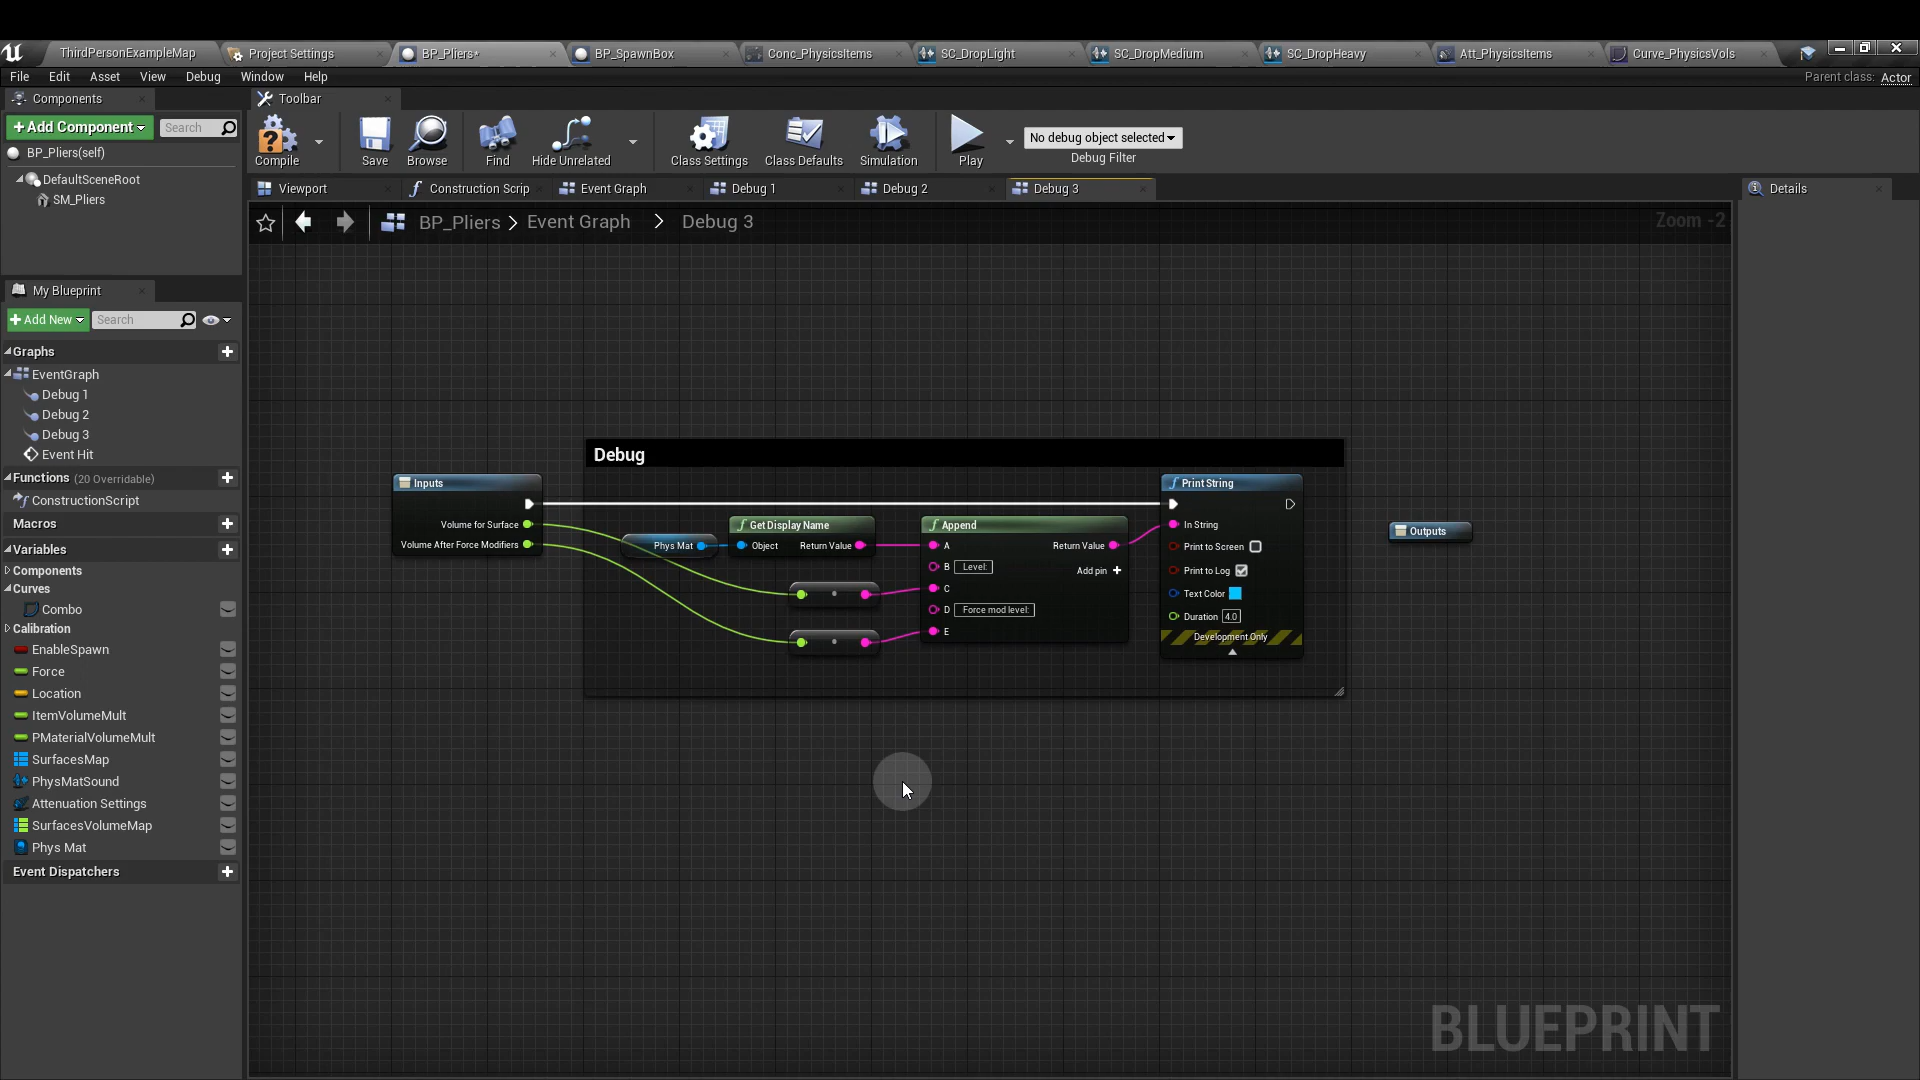 ThirdPersonExampleMap
Project Settings
BP_Pliers*
BP_SpawnBox
Conc_PhysicsItems
SC_DropLight
SC_DropMedium
SC_DropHeavy
Att_PhysicsItems
Curve_PhysicsVols
File Edit Asset View Debug Window Help
Parent class: Actor
Components
Toolbar
+Add Component
Search
BP_Pliers(self)
DefaultSceneRoot
SM_Pliers
Compile
Save
Browse
Find
Hide Unrelated
Class Settings
Class Defaults
Simulation
Play
No debug object selected
Debug Filter
Viewport
Construction Scrip
Event Graph
Debug 1
Debug 2
Debug 3
Details
BP_Pliers > Event Graph > Debug 3
Zoom -2
My Blueprint
+Add New
Search
Graphs
EventGraph
Debug 1
Debug 2
Debug 3
Event Hit
Functions (20 Overridable)
ConstructionScript
Macros
Variables
Components
Curves
Combo
Calibration
EnableSpawn
Force
Location
ItemVolumeMult
PMaterialVolumeMult
SurfacesMap
PhysMatSound
Attenuation Settings
SurfacesVolumeMap
Phys Mat
Event Dispatchers
Debug
Inputs
Volume for Surface
Volume After Force Modifiers
Phys Mat
Get Display Name
Object Return Value
Append
A Return Value
B Level: Add pin +
C
D Force mod level:
E
Print String
In String
Print to Screen
Print to Log
Text Color
Duration 4.0
Development Only
Outputs
BLUEPRINT